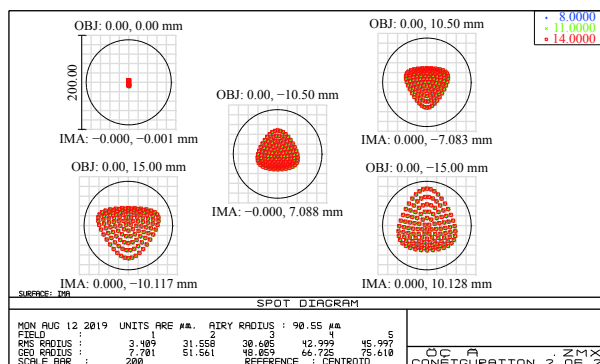 OBJ: 0.00, 0.00 mm
OBJ: 0.00, 10.50 mm
8.0000
11.0000
14.0000
200.00
OBJ: 0.00, −10.50 mm
IMA: −0.000, −0.001 mm
IMA: 0.000, −7.083 mm
OBJ: 0.00, 15.00 mm
OBJ: 0.00, −15.00 mm
IMA: −0.000, 7.088 mm
IMA: 0.000, −10.117 mm
IMA: 0.000, 10.128 mm
SURFACE: IMA
SPOT DIAGRAM
MON AUG 12 2019 UNITS ARE µm. AIRY RADIUS : 90.55 µm
FIELD : 1 2 3 4 5
RMS RADIUS : 3.409 31.558 30.605 42.999 45.997
GEO RADIUS : 7.701 51.561 48.059 66.725 75.610
SCALE BAR : 200 REFERENCE : CENTROID
OC A .ZMX
CONFIGURATION 2 OF 2